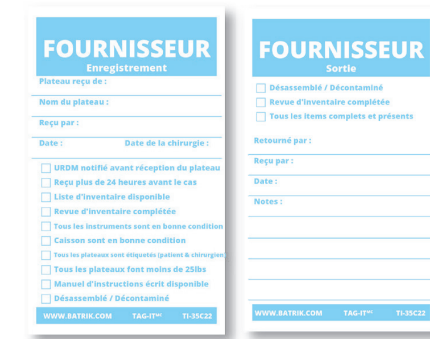 FOURNISSEUR
Enregistrement
Plateau reçu de :
Nom du plateau :
Reçu par :
Date : Date de la chirurgie :
URDM notifié avant réception du plateau
Reçu plus de 24 heures avant le cas
Liste d'inventaire disponible
Revue d'inventaire complétée
Tous les instruments sont en bonne condition
Caisson sont en bonne condition
Tous les plateaux sont étiquetés (patient & chirurgien)
Tous les plateaux font moins de 25lbs
Manuel d'instructions écrit disponible
Désassemblé / Décontaminé
WWW.BATRIK.COM TAG-IT™ TI-35C22
FOURNISSEUR
Sortie
Désassemblé / Décontaminé
Revue d'inventaire complétée
Tous les items complets et présents
Retourné par :
Reçu par :
Date :
Notes :
WWW.BATRIK.COM TAG-IT™ TI-35C22